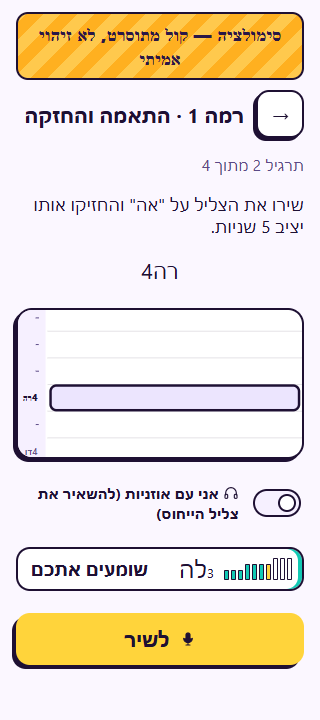 סימולציה — קול מתוסרט, לא זיהוי
אמיתי
→
רמה 1 · התאמה והחזקה
תרגיל 2 מתוך 4
שירו את הצליל על "אה" והחזיקו אותו
יציב 5 שניות.
רה4
-
-
-
רה4
-
דו4
אני עם אוזניות (להשאיר את
צליל הייחוס)
שומעים אתכם
לה3
לשיר